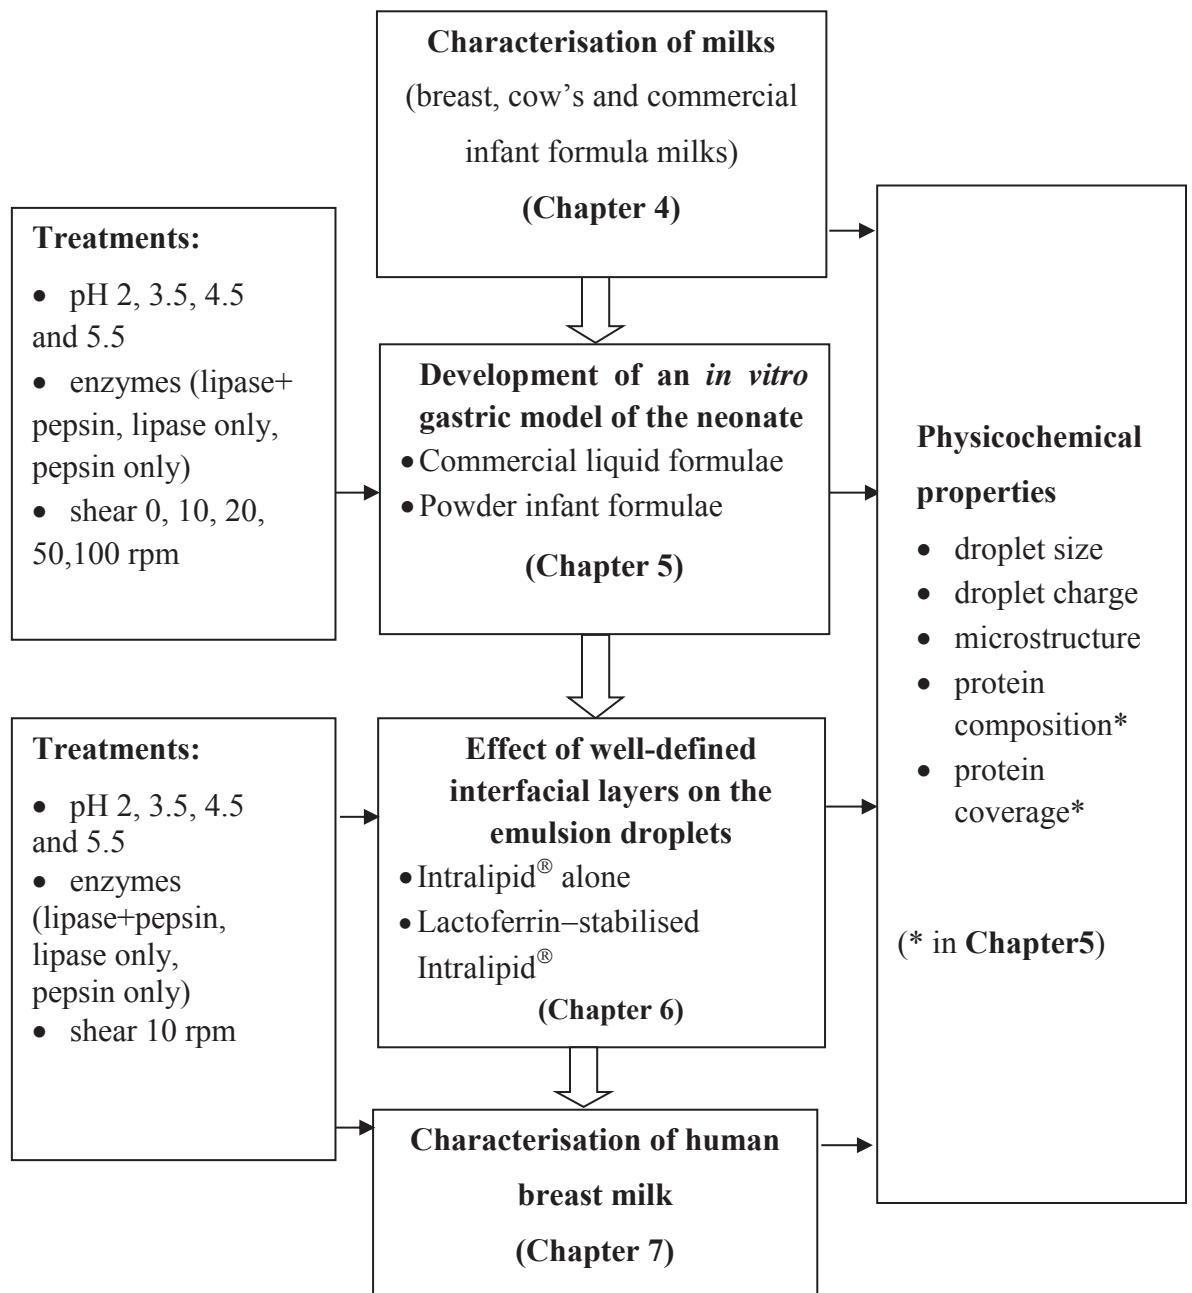 Characterisation of milks
(breast, cow's and commercial
infant formula milks)
(Chapter 4)
Treatments:
• pH 2, 3.5, 4.5
and 5.5
• enzymes (lipase+
pepsin, lipase only,
pepsin only)
• shear 0, 10, 20,
50,100 rpm
Development of an in vitro
gastric model of the neonate
• Commercial liquid formulae
• Powder infant formulae
(Chapter 5)
Treatments:
• pH 2, 3.5, 4.5
and 5.5
• enzymes
(lipase+pepsin,
lipase only,
pepsin only)
• shear 10 rpm
Effect of well-defined
interfacial layers on the
emulsion droplets
• Intralipid® alone
• Lactoferrin–stabilised
Intralipid®
(Chapter 6)
Characterisation of human
breast milk
(Chapter 7)
Physicochemical
properties
• droplet size
• droplet charge
• microstructure
• protein
composition*
• protein
coverage*
(* in Chapter5)